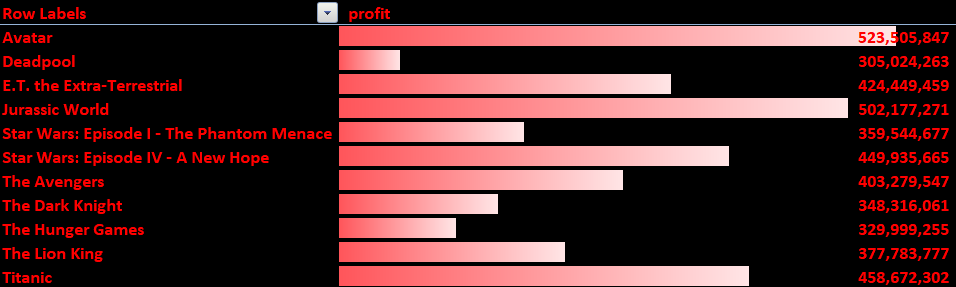 Row Labels profit
Avatar 523,505,847
Deadpool 305,024,263
E.T. the Extra-Terrestrial 424,449,459
Jurassic World 502,177,271
Star Wars: Episode I - The Phantom Menace 359,544,677
Star Wars: Episode IV - A New Hope 449,935,665
The Avengers 403,279,547
The Dark Knight 348,316,061
The Hunger Games 329,999,255
The Lion King 377,783,777
Titanic 458,672,302